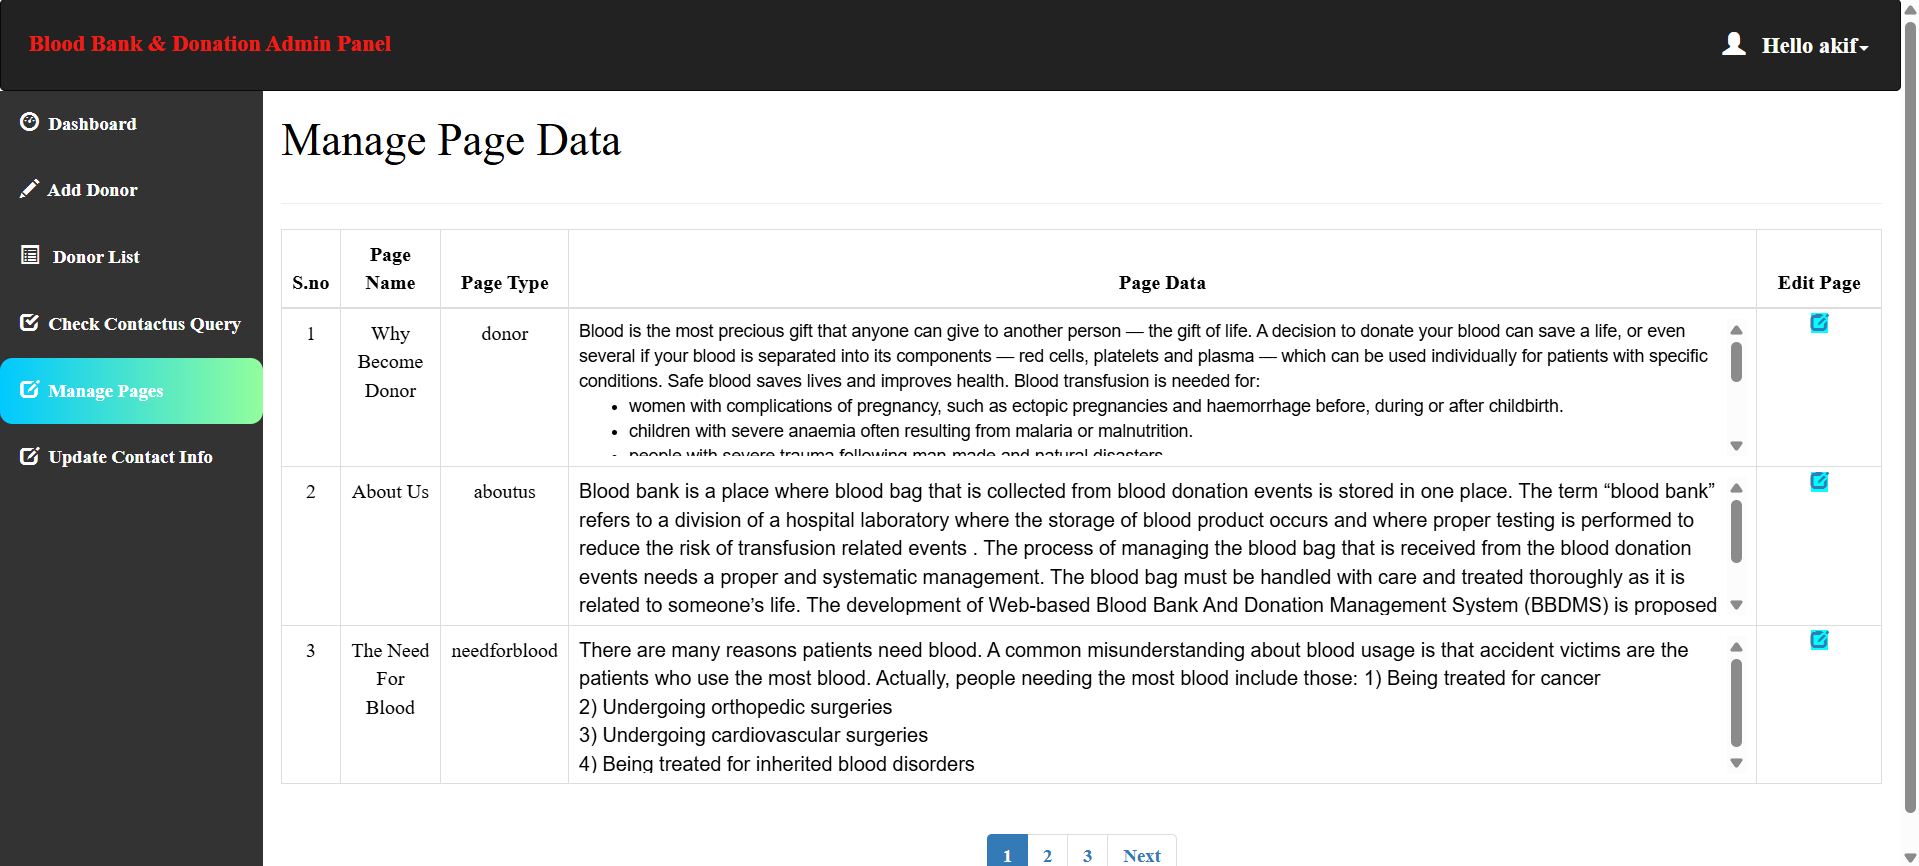 Blood Bank & Donation Admin Panel
Hello akif
Dashboard
Add Donor
Donor List
Check Contactus Query
Manage Pages
Update Contact Info
Manage Page Data
S.no
Page
Name
Page Type
Page Data
Edit Page
1
Why
Become
Donor
donor
Blood is the most precious gift that anyone can give to another person — the gift of life. A decision to donate your blood can save a life, or even
several if your blood is separated into its components — red cells, platelets and plasma — which can be used individually for patients with specific
conditions. Safe blood saves lives and improves health. Blood transfusion is needed for:
• women with complications of pregnancy, such as ectopic pregnancies and haemorrhage before, during or after childbirth.
• children with severe anaemia often resulting from malaria or malnutrition.
• people with severe trauma following man made and natural disasters
2
About Us
aboutus
Blood bank is a place where blood bag that is collected from blood donation events is stored in one place. The term “blood bank”
refers to a division of a hospital laboratory where the storage of blood product occurs and where proper testing is performed to
reduce the risk of transfusion related events . The process of managing the blood bag that is received from the blood donation
events needs a proper and systematic management. The blood bag must be handled with care and treated thoroughly as it is
related to someone’s life. The development of Web-based Blood Bank And Donation Management System (BBDMS) is proposed
3
The Need
For
Blood
needforblood
There are many reasons patients need blood. A common misunderstanding about blood usage is that accident victims are the
patients who use the most blood. Actually, people needing the most blood include those: 1) Being treated for cancer
2) Undergoing orthopedic surgeries
3) Undergoing cardiovascular surgeries
4) Being treated for inherited blood disorders
1 2 3 Next